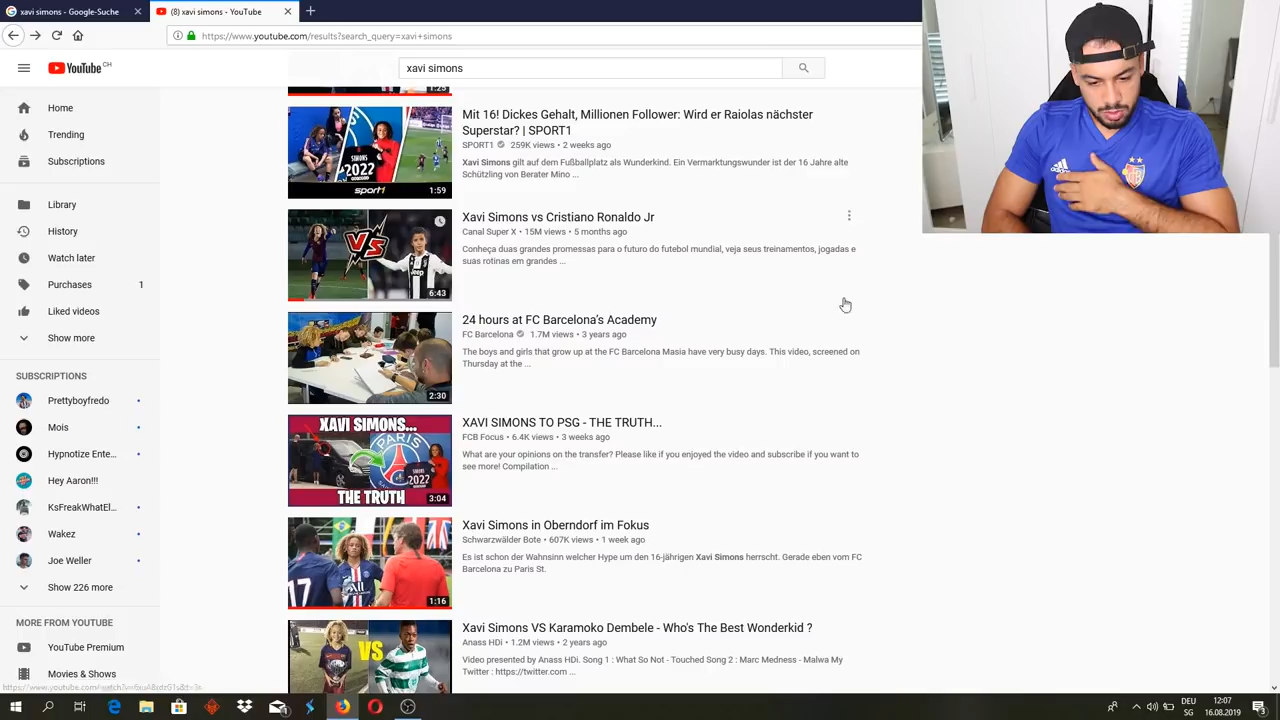 xavi simons - Google-Suche
(8) xavi simons - YouTube
https://www.youtube.com/results?search_query=xavi+simons
YouTube CH
xavi simons
Home
Trending
Subscriptions
Library
History
Watch later
Purchases 1
Liked videos
Show more
SUBSCRIPTIONS
Prettyboyfredo
Mois
Hypnotize Ente...
Hey Aaron!!!
KsFreakWhatEl...
Wakez
Joe Weller
Show 226 more
MORE FROM YOUTUBE
YouTube Premium
Movies & Shows
1:25
SIMONS
2022
sport1
1:59
Mit 16! Dickes Gehalt, Millionen Follower: Wird er Raiolas nächster
Superstar? | SPORT1
SPORT1 259K views • 2 weeks ago
Xavi Simons gilt auf dem Fußballplatz als Wunderkind. Ein Vermarktungswunder ist der 16 Jahre alte
Schützling von Berater Mino ...
VS
Jeep
6:43
Xavi Simons vs Cristiano Ronaldo Jr
Canal Super X • 15M views • 5 months ago
Conheça duas grandes promessas para o futuro do futebol mundial, veja seus treinamentos, jogadas e
suas rotinas em grandes ...
2:30
24 hours at FC Barcelona's Academy
FC Barcelona 1.7M views • 3 years ago
The boys and girls that grow up at the FC Barcelona Masia have very busy days. This video, screened on
Thursday at the ...
XAVI SIMONS...
PARIS
SIMONS
2022
THE TRUTH
3:04
XAVI SIMONS TO PSG - THE TRUTH...
FCB Focus • 6.4K views • 3 weeks ago
What are your opinions on the transfer? Please like if you enjoyed the video and subscribe if you want to
see more! Compilation ...
17
1:16
Xavi Simons in Oberndorf im Fokus
Schwarzwälder Bote • 607K views • 1 week ago
Es ist schon der Wahnsinn welcher Hype um den 16-jährigen Xavi Simons herrscht. Gerade eben vom FC
Barcelona zu Paris St.
VS
Xavi Simons VS Karamoko Dembele - Who's The Best Wonderkid ?
Anass HDi • 1.2M views • 2 years ago
Video presented by Anass HDi. Song 1 : What So Not - Touched Song 2 : Marc Medness - Malwa My
Twitter : https://twitter.com ...
adidas
DEU
SG
12:07
16.08.2019